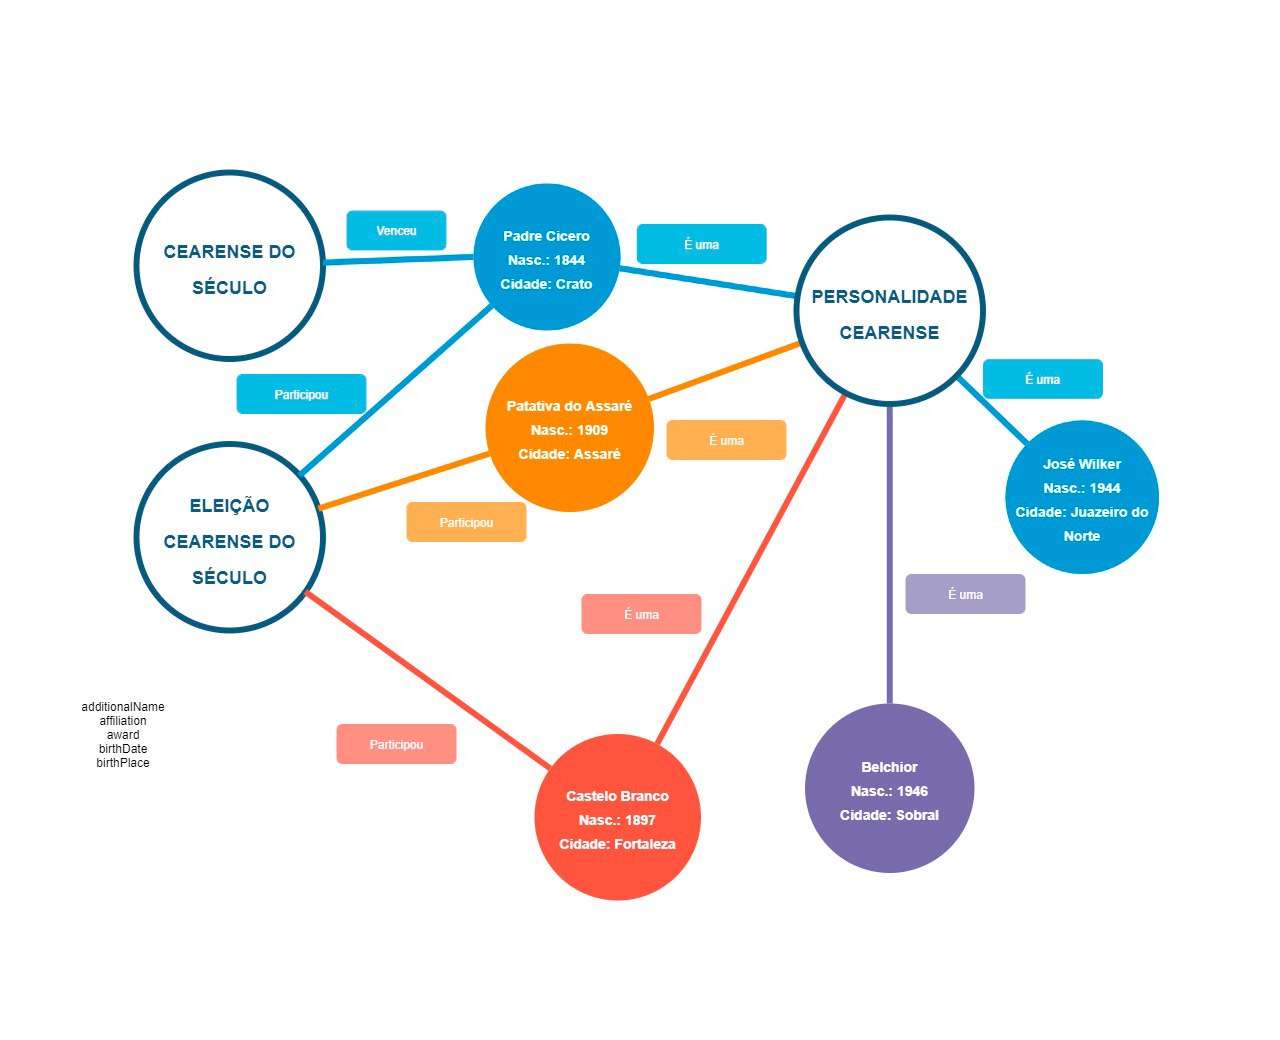 CEARENSE DO
SÉCULO
Venceu
Padre Cicero
Nasc.: 1844
Cidade: Crato
É uma
PERSONALIDADE
CEARENSE
Participou
Patativa do Assaré
Nasc.: 1909
Cidade: Assaré
É uma
É uma
José Wilker
Nasc.: 1944
Cidade: Juazeiro do
Norte
ELEIÇÃO
CEARENSE DO
SÉCULO
Participou
É uma
É uma
additionalName
affiliation
award
birthDate
birthPlace
Participou
Castelo Branco
Nasc.: 1897
Cidade: Fortaleza
Belchior
Nasc.: 1946
Cidade: Sobral